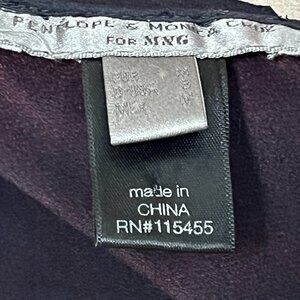 PENELOPE & MONICA CRUZ
FOR MNG
made in
CHINA
RN#115455